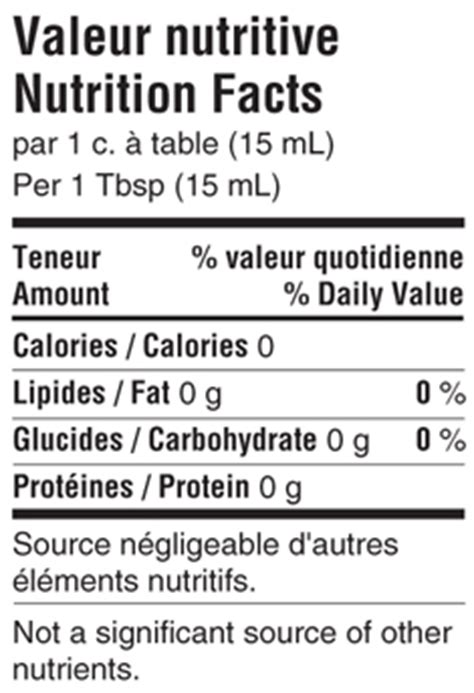 Valeur nutritive
Nutrition Facts
par 1 c. à table (15 mL)
Per 1 Tbsp (15 mL)
Teneur % valeur quotidienne
Amount % Daily Value
Calories / Calories 0
Lipides / Fat 0 g 0 %
Glucides / Carbohydrate 0 g 0 %
Protéines / Protein 0 g
Source négligeable d'autres
éléments nutritifs.
Not a significant source of other
nutrients.